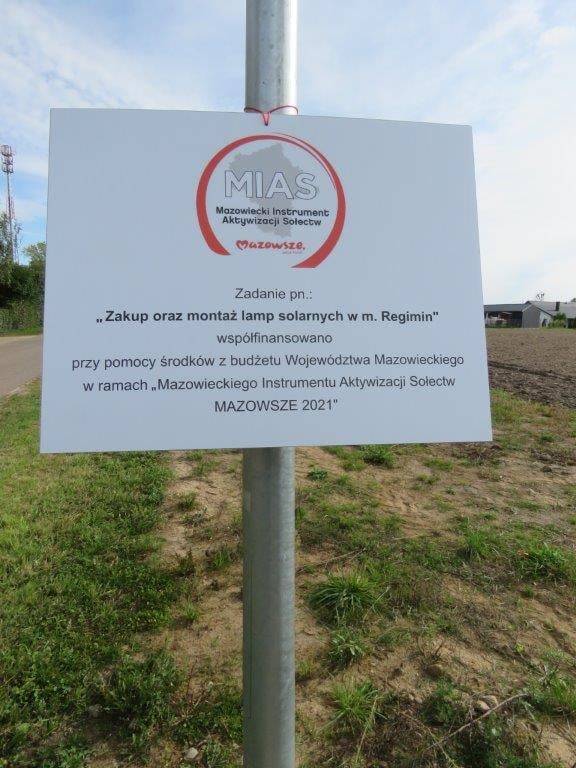 MIAS
Mazowiecki Instrument
Aktywizacji Sołectw
Mazowsze.
Zadanie pn.:
„Zakup oraz montaż lamp solarnych w m. Regimin"
współfinansowano
przy pomocy środków z budżetu Województwa Mazowieckiego
w ramach „Mazowieckiego Instrumentu Aktywizacji Sołectw
MAZOWSZE 2021"